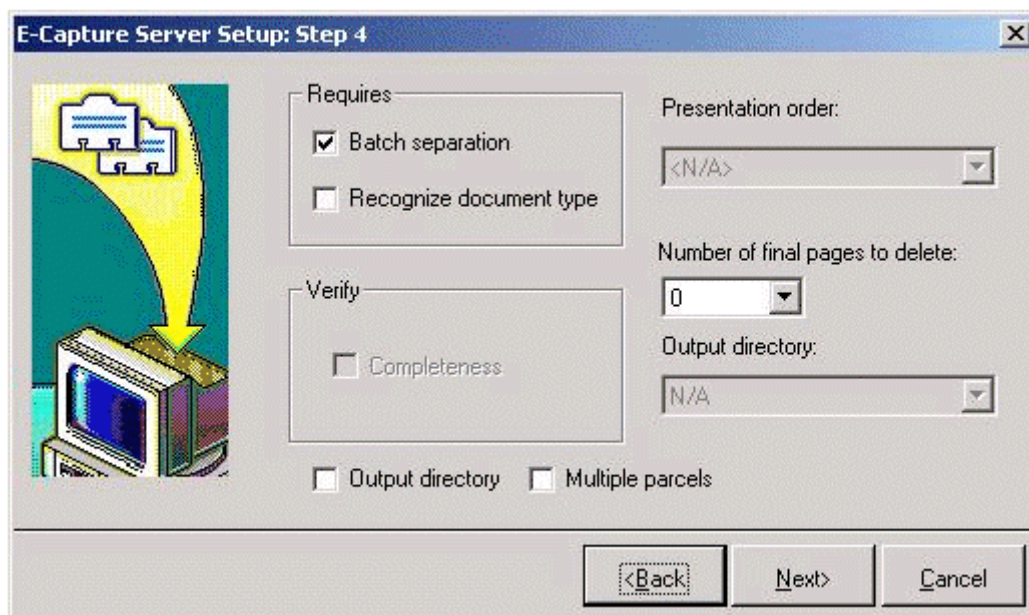 E-Capture Server Setup: Step 4
Requires
Batch separation
Recognize document type
Verify
Completeness
Presentation order:
<N/A>
Number of final pages to delete:
0
Output directory:
N/A
Output directory
Multiple parcels
<Back
Next>
Cancel